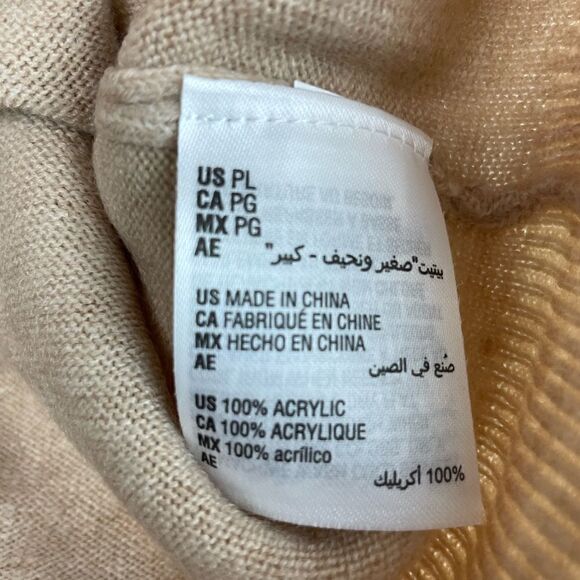 US PL
CA PG
MX PG
AE بيتيت"صغير ونحيف - كبير"
US MADE IN CHINA
CA FABRIQUÉ EN CHINE
MX HECHO EN CHINA
AE صُنع في الصين
US 100% ACRYLIC
CA 100% ACRYLIQUE
MX 100% acrílico
AE 100% أكريليك